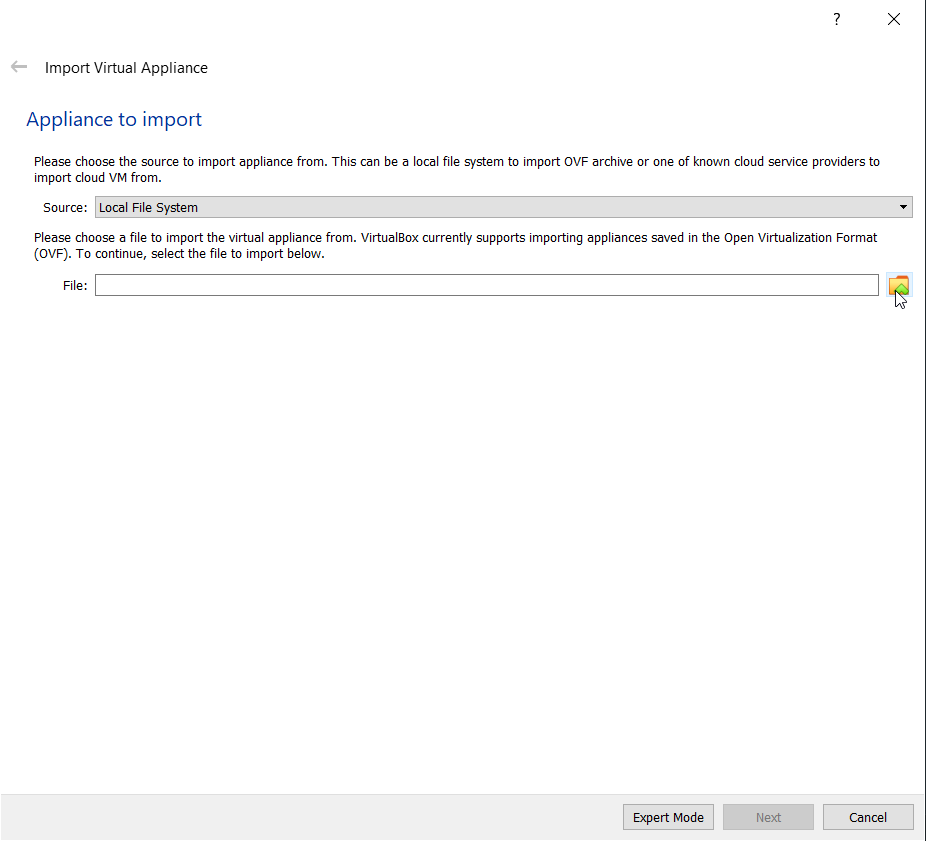 ?
Import Virtual Appliance
Appliance to import
Please choose the source to import appliance from. This can be a local file system to import OVF archive or one of known cloud service providers to
import cloud VM from.
Source: Local File System
Please choose a file to import the virtual appliance from. VirtualBox currently supports importing appliances saved in the Open Virtualization Format
(OVF). To continue, select the file to import below.
File:
Expert Mode Next Cancel